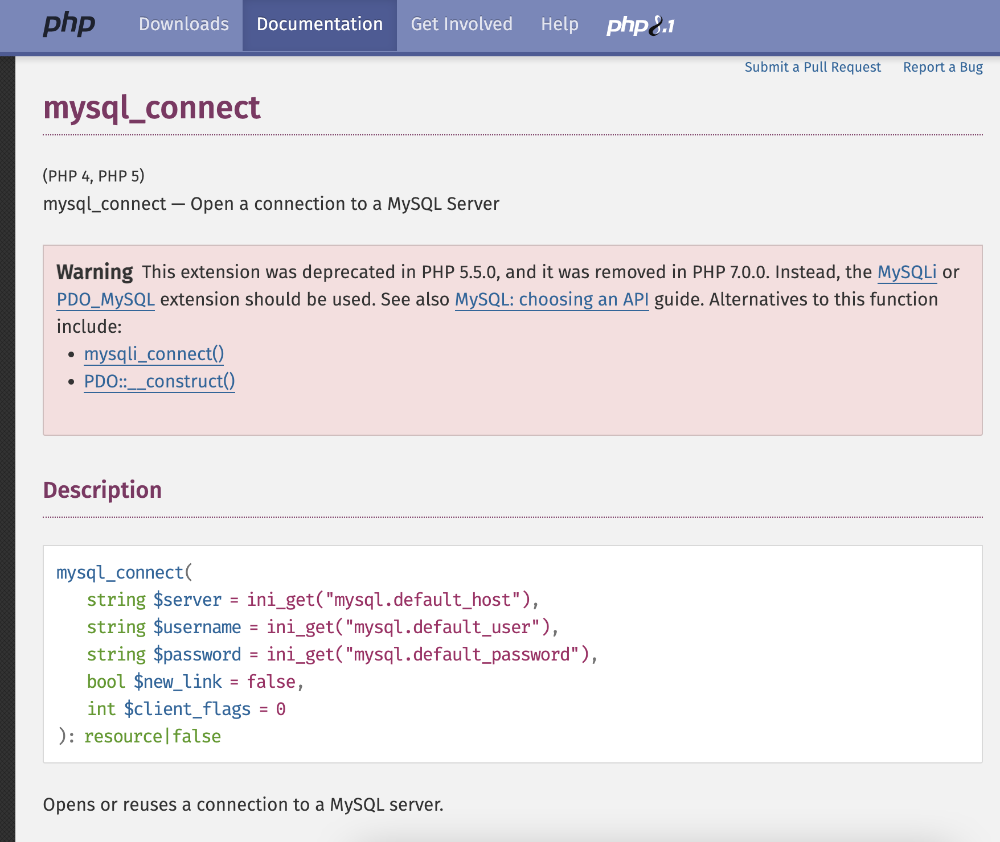 php Downloads Documentation Get Involved Help php8.1
Submit a Pull Request Report a Bug
mysql_connect
(PHP 4, PHP 5)
mysql_connect — Open a connection to a MySQL Server
Warning This extension was deprecated in PHP 5.5.0, and it was removed in PHP 7.0.0. Instead, the MySQLi or
PDO_MySQL extension should be used. See also MySQL: choosing an API guide. Alternatives to this function
include:
• mysqli_connect()
• PDO::__construct()
Description
mysql_connect(
    string $server = ini_get("mysql.default_host"),
    string $username = ini_get("mysql.default_user"),
    string $password = ini_get("mysql.default_password"),
    bool $new_link = false,
    int $client_flags = 0
): resource|false
Opens or reuses a connection to a MySQL server.